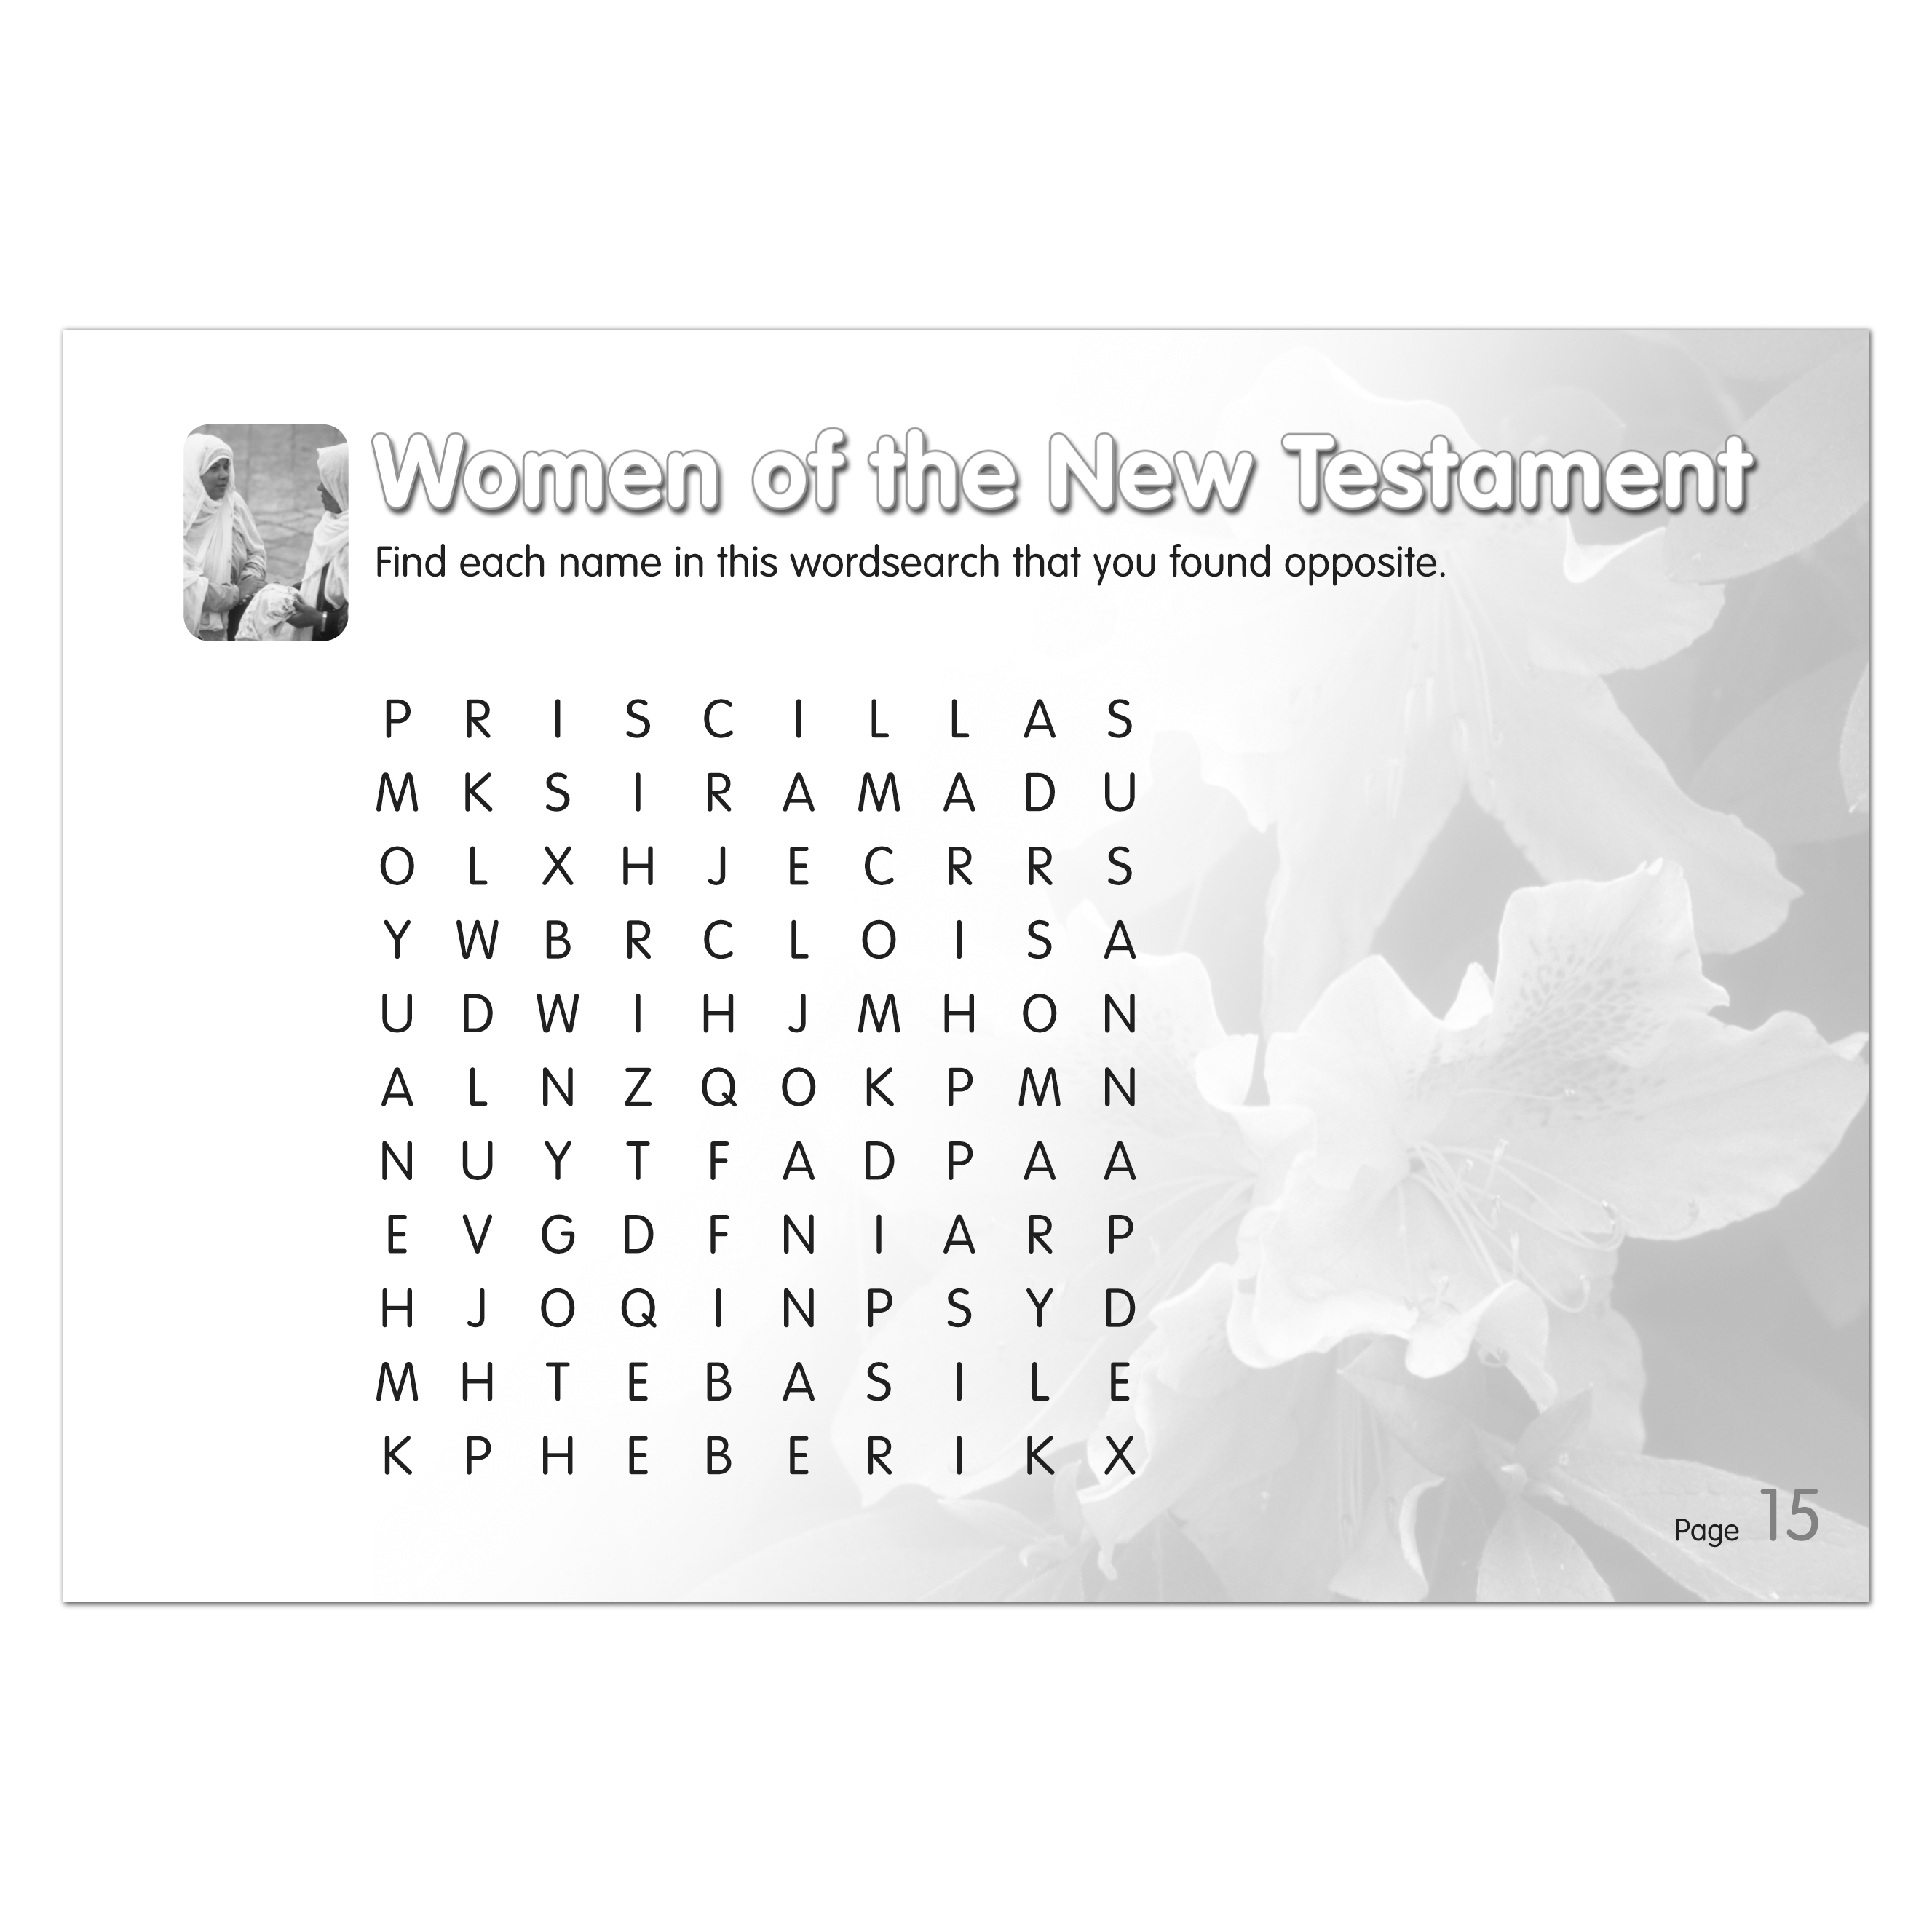 Women of the New Testament
Find each name in this wordsearch that you found opposite.
P R I S C I L L A S
M K S I R A M A D U
O L X H J E C R R S
Y W B R C L O I S A
U D W I H J M H O N
A L N Z Q O K P M N
N U Y T F A D P A A
E V G D F N I A R P
H J O Q I N P S Y D
M H T E B A S I L E
K P H E B E R I K X
Page 15